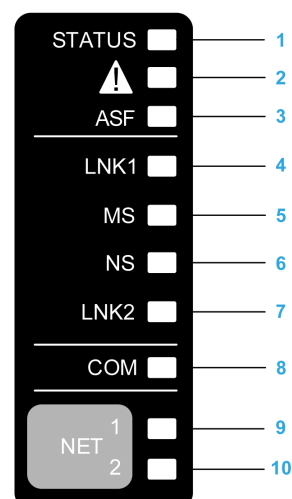 STATUS 1
2
ASF 3
LNK1 4
MS 5
NS 6
LNK2 7
COM 8
1 9
NET
2 10